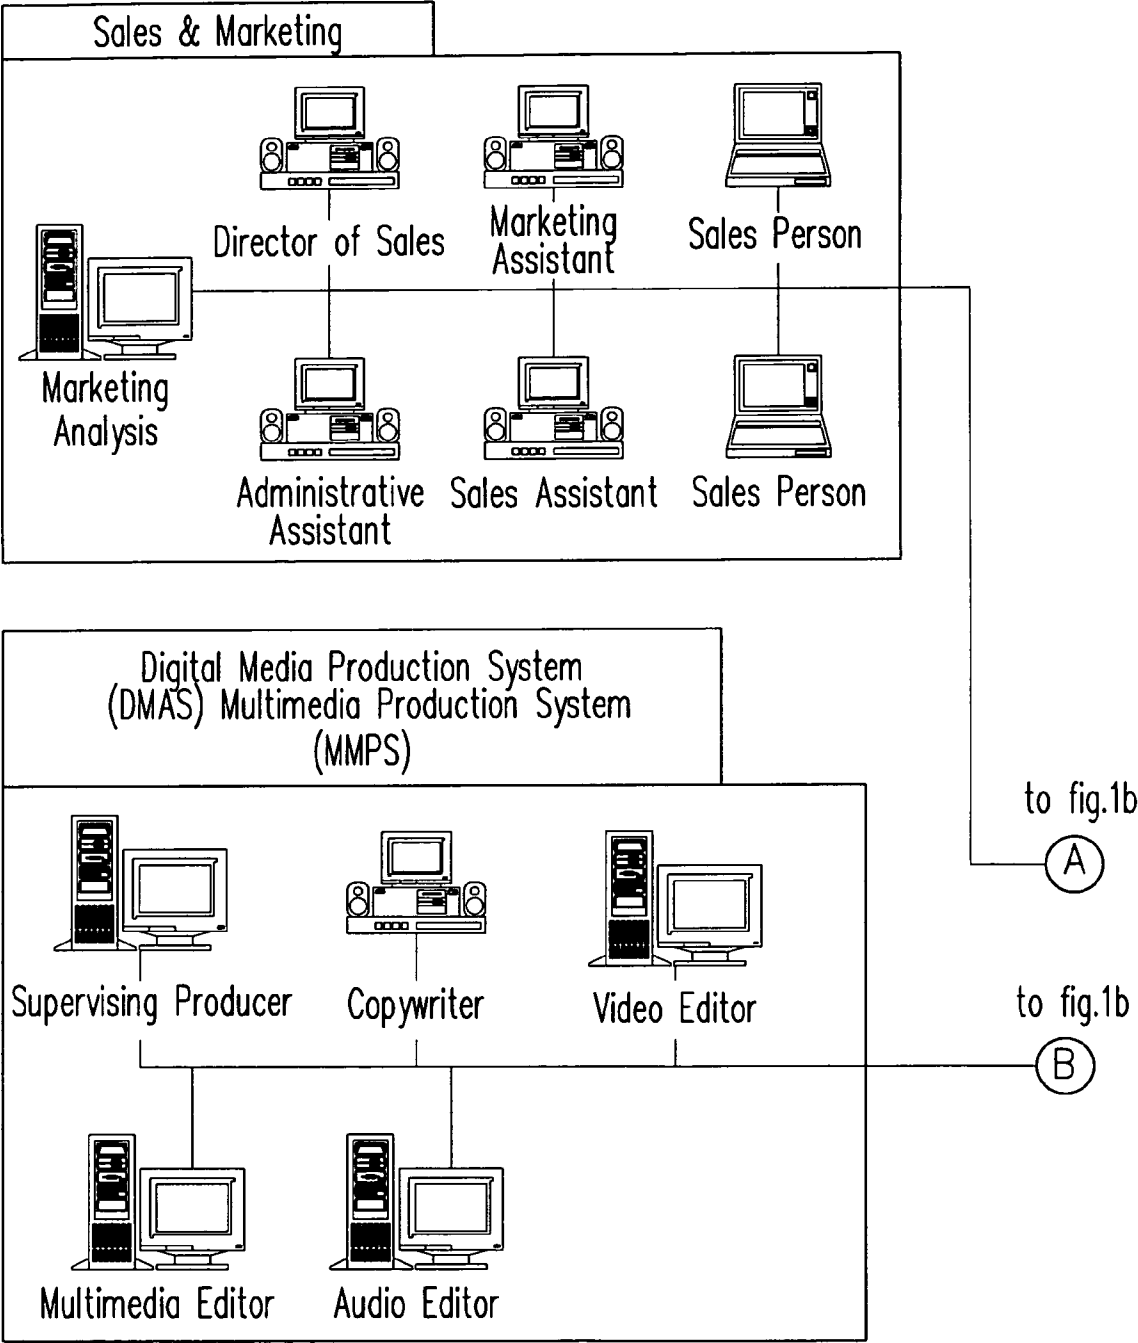 Sales & Marketing
Director of Sales
Marketing
Assistant
Sales Person
Marketing
Analysis
Administrative
Assistant
Sales Assistant
Sales Person
Digital Media Production System
(DMAS) Multimedia Production System
(MMPS)
to fig.1b
A
Supervising Producer
Copywriter
Video Editor
to fig.1b
B
Multimedia Editor
Audio Editor